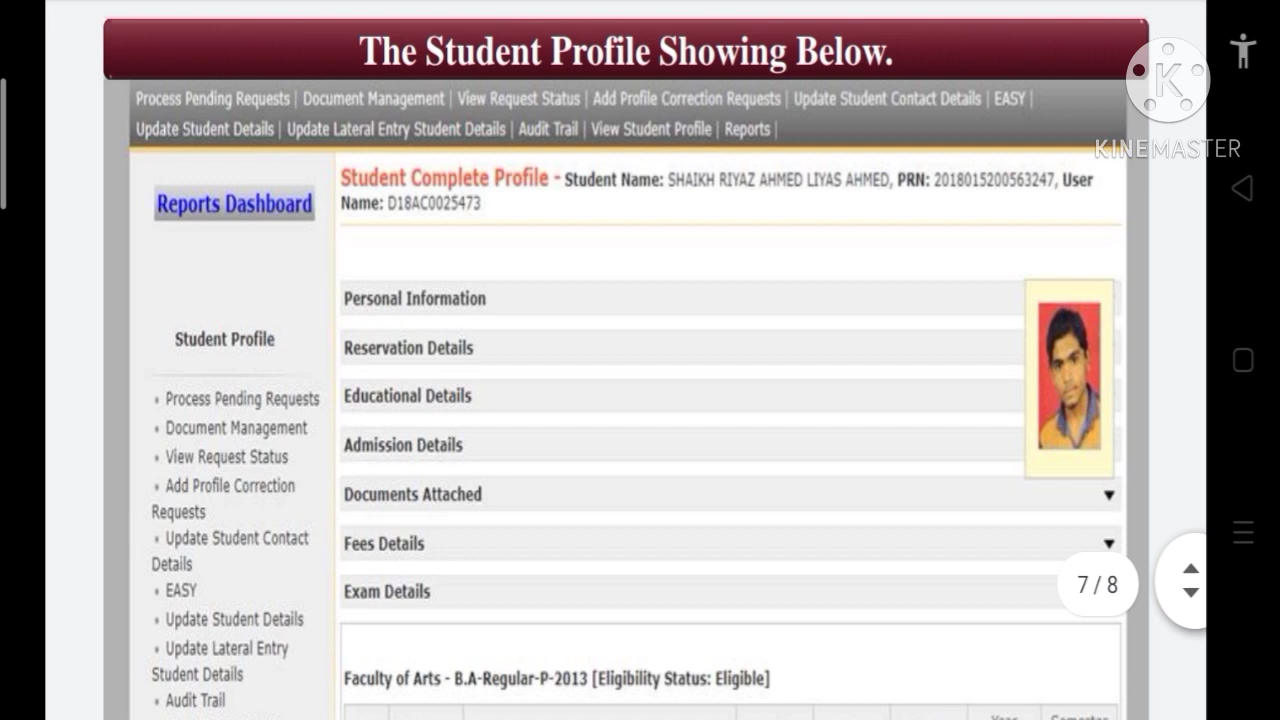 The Student Profile Showing Below.
K
KINEMASTER
Process Pending Requests | Document Management | View Request Status | Add Profile Correction Requests | Update Student Contact Details | EASY |
Update Student Details | Update Lateral Entry Student Details | Audit Trail | View Student Profile | Reports |
Reports Dashboard
Student Profile
• Process Pending Requests
• Document Management
• View Request Status
• Add Profile Correction
Requests
• Update Student Contact
Details
• EASY
• Update Student Details
• Update Lateral Entry
Student Details
• Audit Trail
Student Complete Profile - Student Name: SHAIKH RIYAZ AHMED LIYAS AHMED, PRN: 2018015200563247, User
Name: D18AC0025473
Personal Information
Reservation Details
Educational Details
Admission Details
Documents Attached
Fees Details
Exam Details
7 / 8
Faculty of Arts - B.A-Regular-P-2013 [Eligibility Status: Eligible]
Year Semester